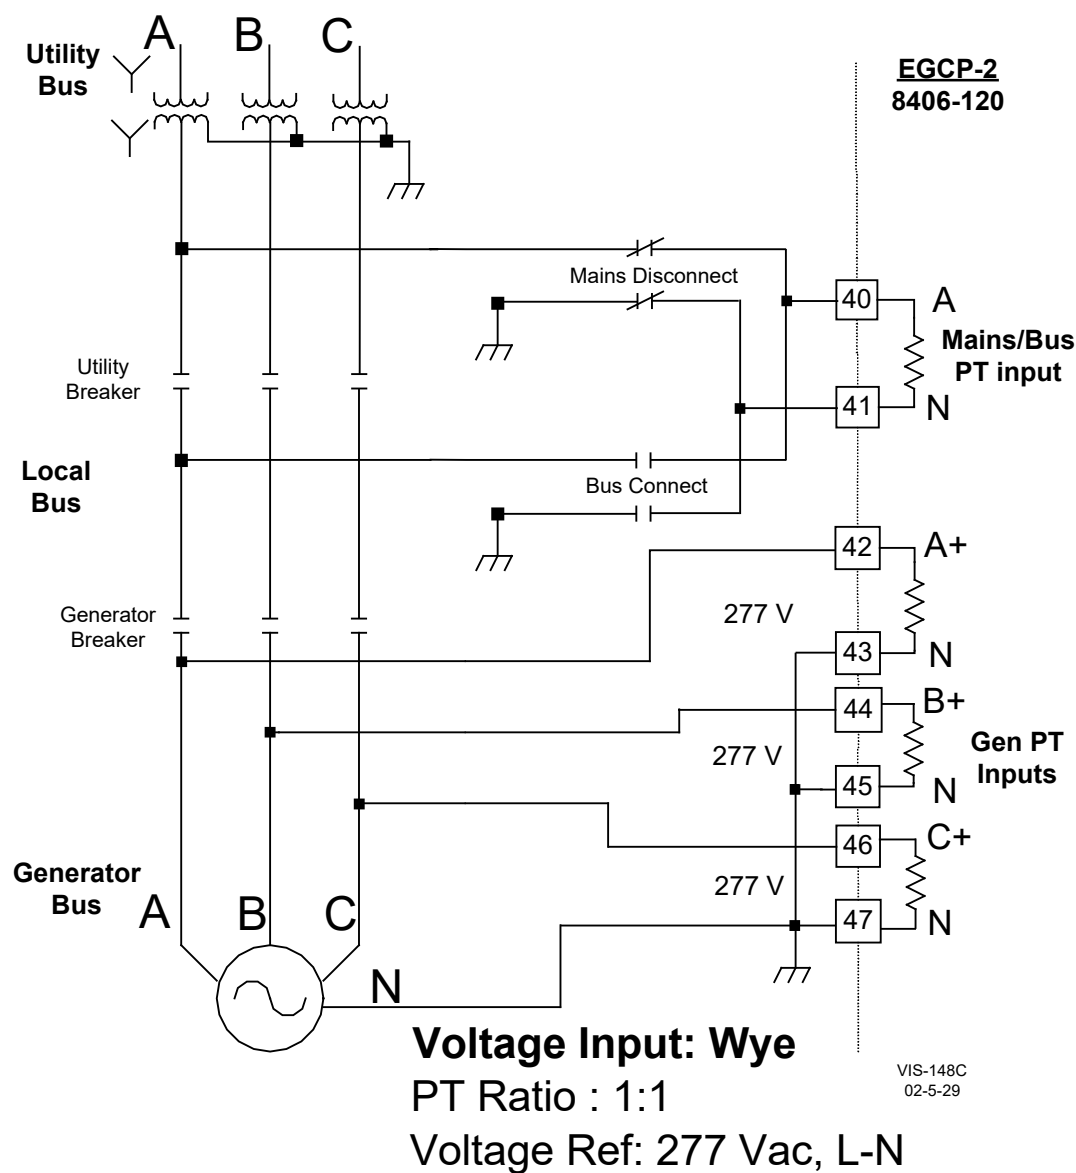 Utility
Bus
A
B
C
EGCP-2
8406-120
Mains Disconnect
40
A
Mains/Bus
PT input
41
N
Utility
Breaker
Local
Bus
Bus Connect
42
A+
277 V
43
N
Generator
Breaker
44
B+
277 V
Gen PT
Inputs
45
N
46
C+
277 V
47
N
Generator
Bus
A
B
C
N
Voltage Input: Wye
PT Ratio : 1:1
Voltage Ref: 277 Vac, L-N
VIS-148C
02-5-29